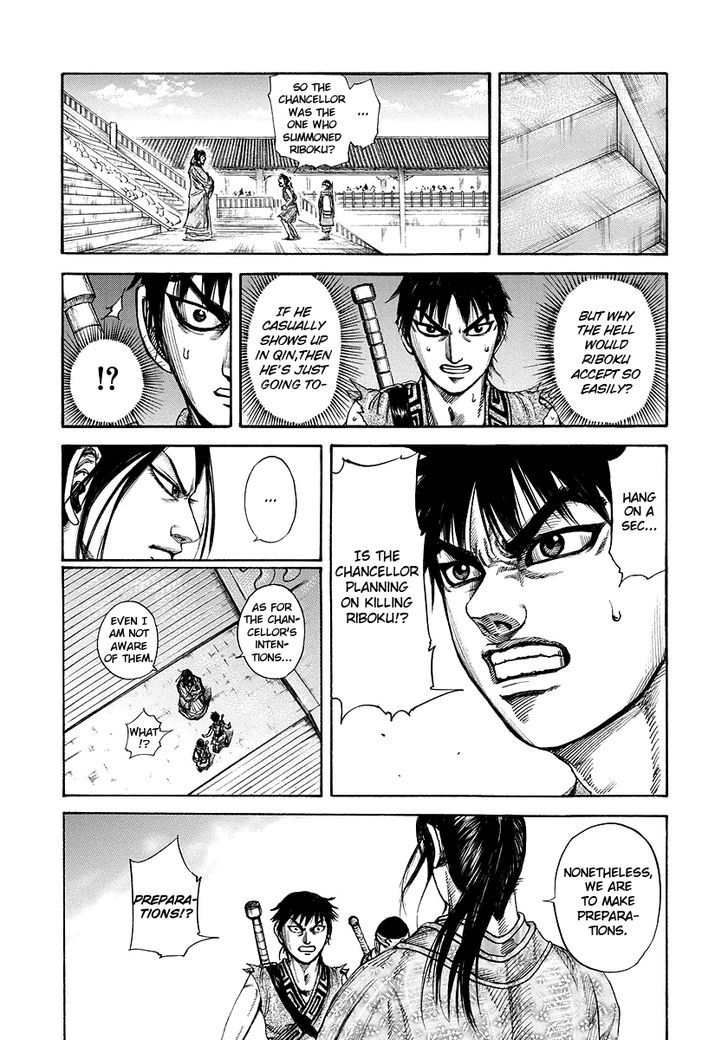 ...
SO THE
CHANCELLOR
WAS THE
ONE WHO
SUMMONED
RIBOKU?
BUT WHY
THE HELL
WOULD
RIBOKU
ACCEPT SO
EASILY?
IF HE
CASUALLY
SHOWS UP
IN QIN,THEN
HE'S JUST
GOING TO-
!?
HANG
ON A
SEC...
IS THE
CHANCELLOR
PLANNING
ON KILLING
RIBOKU!?
...
AS FOR
THE CHAN-
CELLOR'S
INTEN-
TIONS...
EVEN I
AM NOT
AWARE OF
THEM.
WHAT
!?
NONETHELESS,
WE ARE
TO MAKE
PREPARA-
TIONS.
PREPARA-
TIONS!?